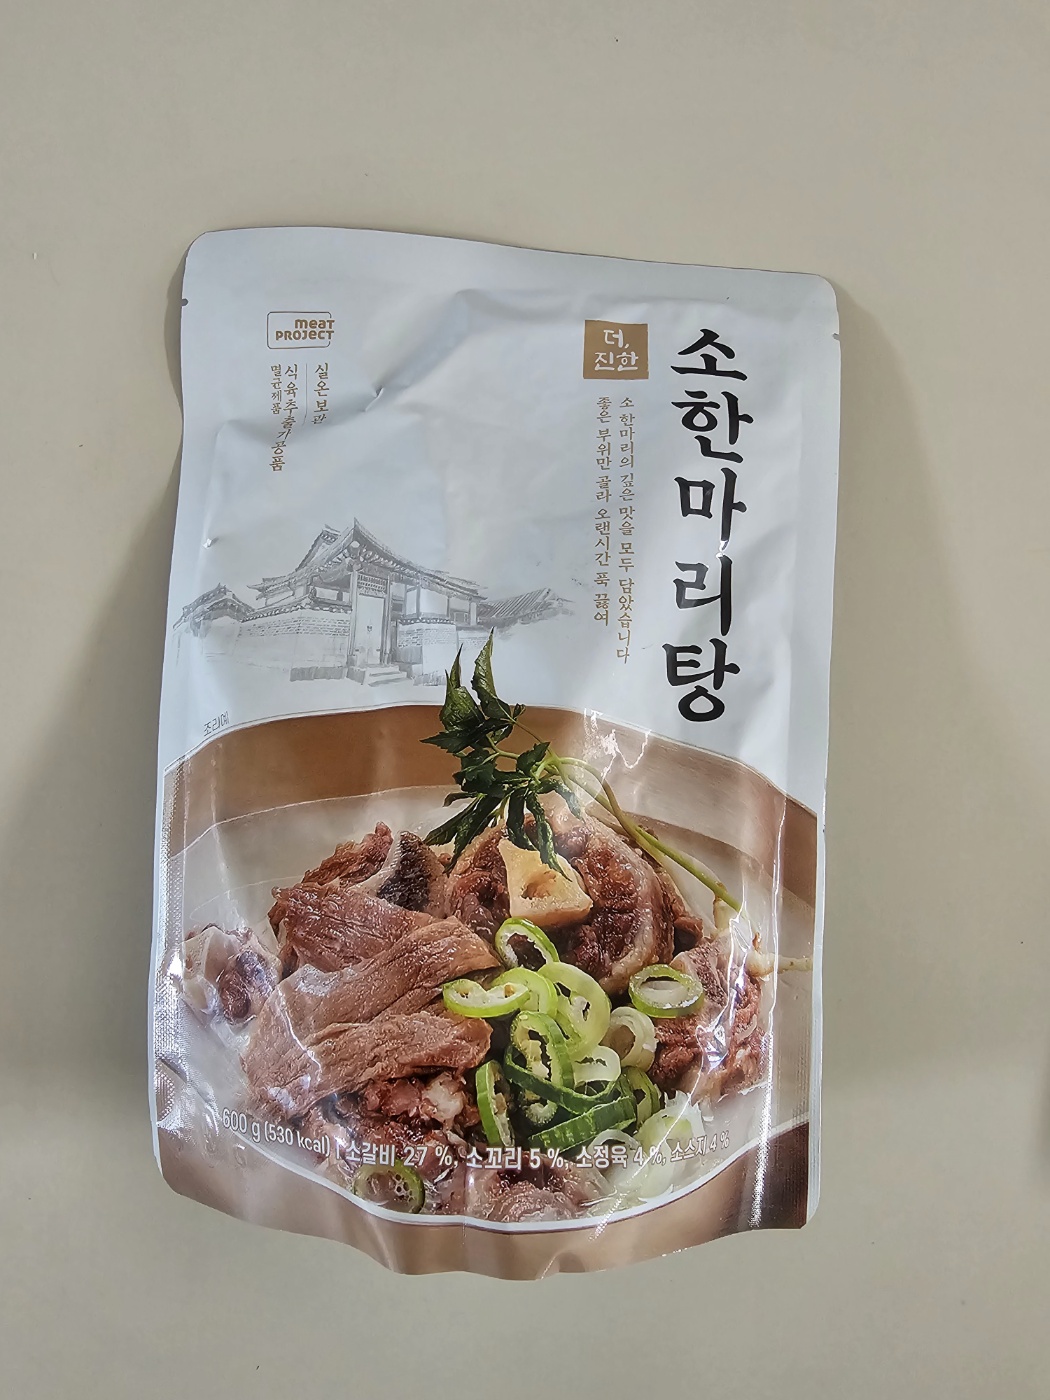 meat
PROJECT
실온보관
식육추출가공품
멸균제품
더,
진한
소한마리탕
소 한마리의 깊은 맛을 모두 담았습니다
좋은 부위만 골라 오랜시간 푹 끓여
조리예
600 g (530 kcal) | 소갈비 27 %, 소꼬리 5 %, 소정육 4 %, 소스지 4 %